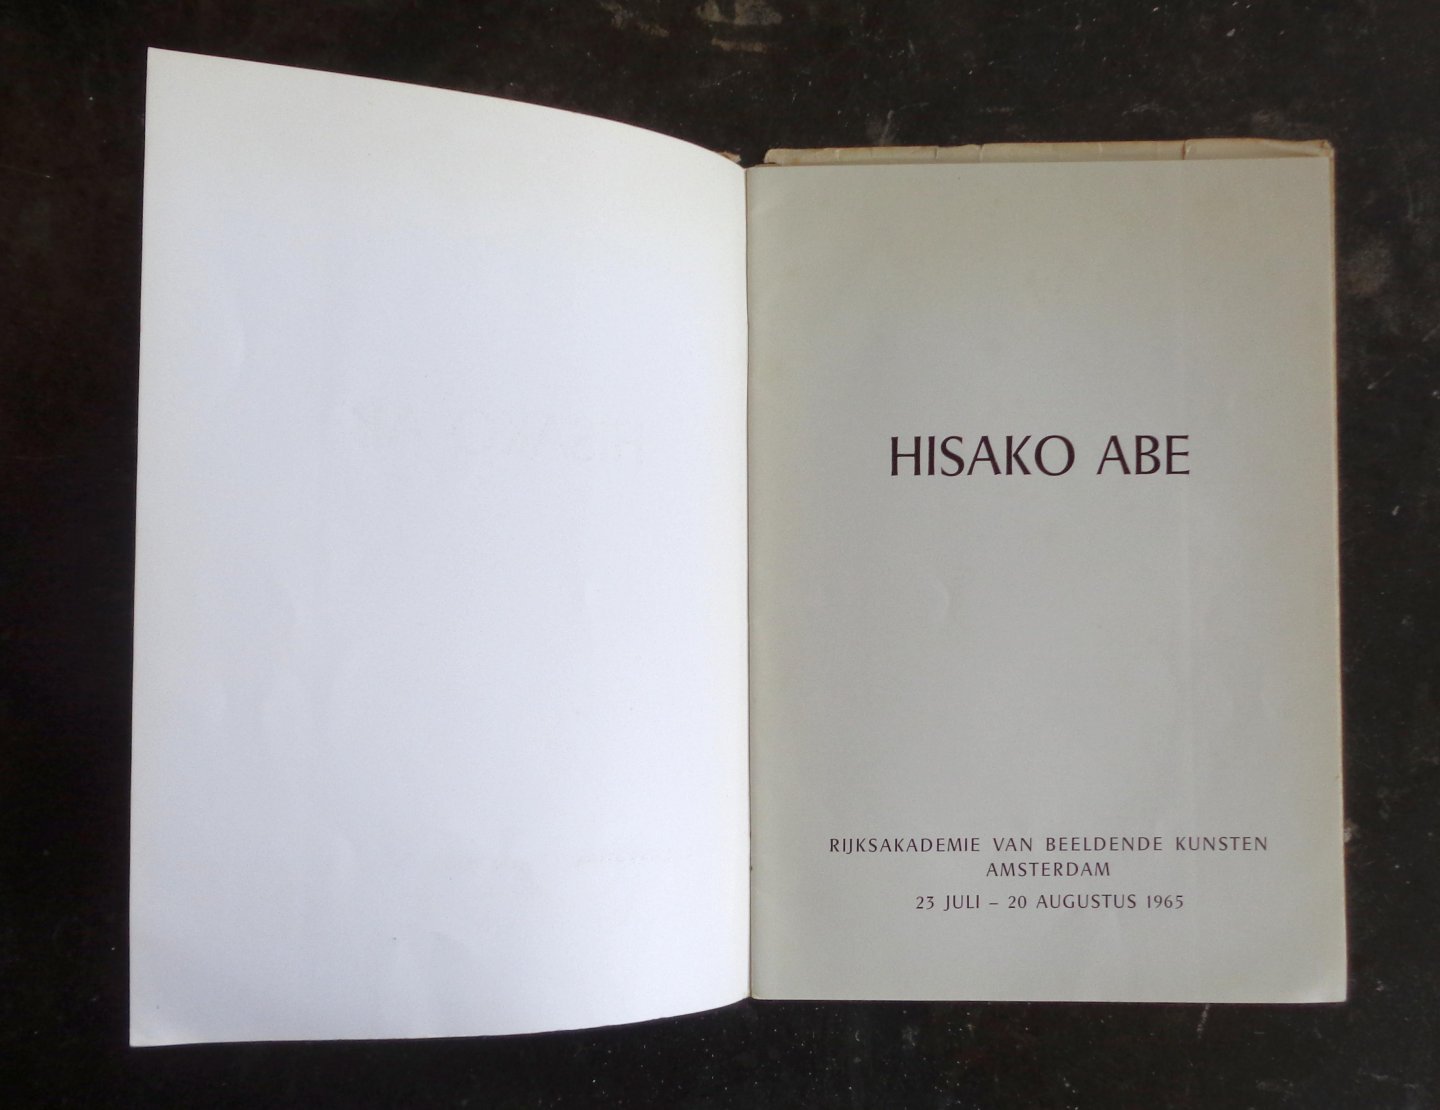 HISAKO ABE
RIJKSAKADEMIE VAN BEELDENDE KUNSTEN
AMSTERDAM
23 JULI – 20 AUGUSTUS 1965